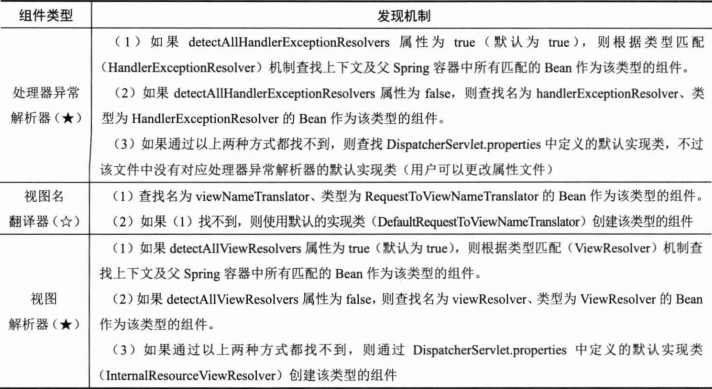 组件类型 发现机制
（1）如果 detectAllHandlerExceptionResolvers 属性为 true（默认为 true），则根据类型匹配
（HandlerExceptionResolver）机制查找上下文及父 Spring 容器中所有匹配的 Bean 作为该类型的组件。
处理器异常
解析器（★）
（2）如果 detectAllHandlerExceptionResolvers 属性为 false，则查找名为 handlerExceptionResolver、类
型为 HandlerExceptionResolver 的 Bean 作为该类型的组件。
（3）如果通过以上两种方式都找不到，则查找 DispatcherServlet.properties 中定义的默认实现类，不过
该文件中没有对应处理器异常解析器的默认实现类（用户可以更改属性文件）
视图名
翻译器（☆）
（1）查找名为 viewNameTranslator、类型为 RequestToViewNameTranslator 的 Bean 作为该类型的组件。
（2）如果（1）找不到，则使用默认的实现类（DefaultRequestToViewNameTranslator）创建该类型的组件
视图
解析器（★）
（1）如果 detectAllViewResolvers 属性为 true（默认为 true），则根据类型匹配（ViewResolver）机制查
找上下文及父 Spring 容器中所有匹配的 Bean 作为该类型的组件。
（2）如果 detectAllViewResolvers 属性为 false，则查找名为 viewResolver、类型为 ViewResolver 的 Bean
作为该类型的组件。
（3）如果通过以上两种方式都找不到，则通过 DispatcherServlet.properties 中定义的默认实现类
（InternalResourceViewResolver）创建该类型的组件